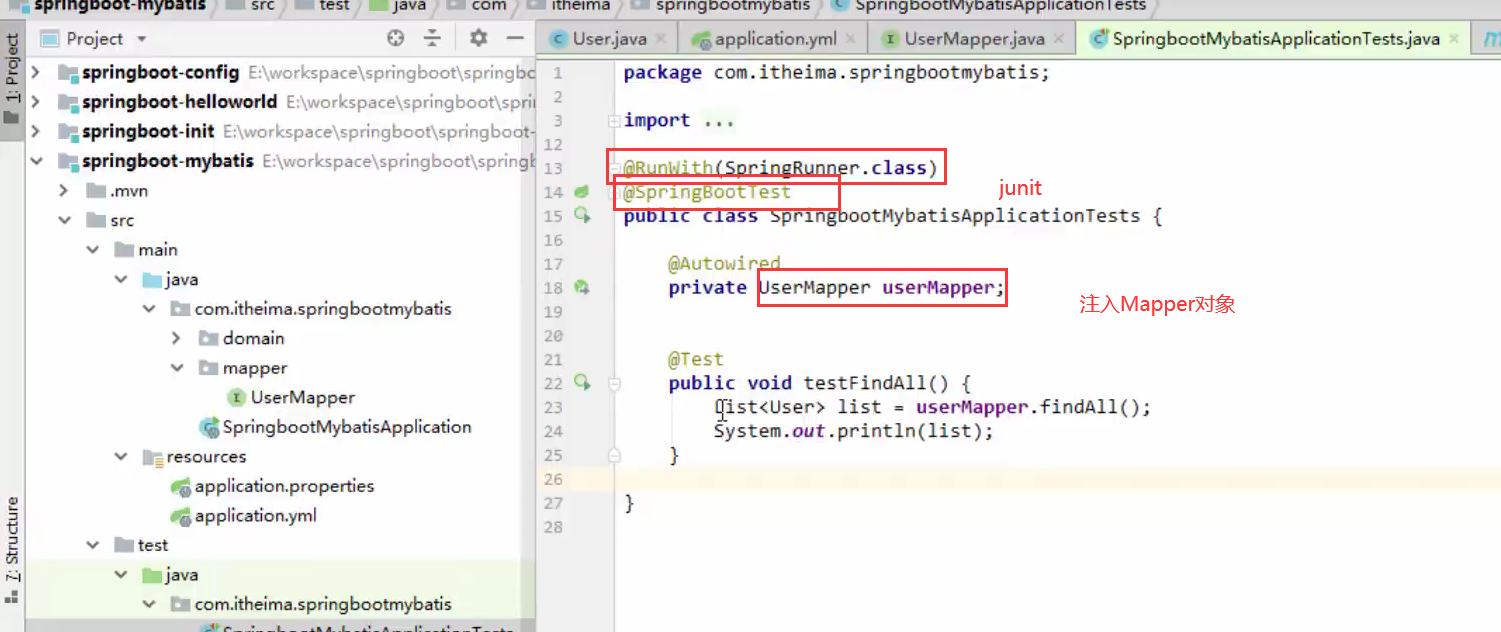 springboot-mybatis src test java com itheima springbootmybatis SpringbootMybatisApplicationTests
1: Project
Project
User.java application.yml UserMapper.java SpringbootMybatisApplicationTests.java
springboot-config E:\workspace\springboot\springbo
springboot-helloworld E:\workspace\springboot\spri
springboot-init E:\workspace\springboot\springboot-
springboot-mybatis E:\workspace\springboot\spring
.mvn
src
main
java
com.itheima.springbootmybatis
domain
mapper
UserMapper
SpringbootMybatisApplication
resources
application.properties
application.yml
test
java
com.itheima.springbootmybatis
SpringbootMybatisApplicationTests
7: Structure
1 package com.itheima.springbootmybatis;
2
3 import ...
12
13 @RunWith(SpringRunner.class)
14 @SpringBootTest
junit
15 public class SpringbootMybatisApplicationTests {
16
17 @Autowired
18 private UserMapper userMapper;
注入Mapper对象
19
20
21 @Test
22 public void testFindAll() {
23 List<User> list = userMapper.findAll();
24 System.out.println(list);
25 }
26
27 }
28